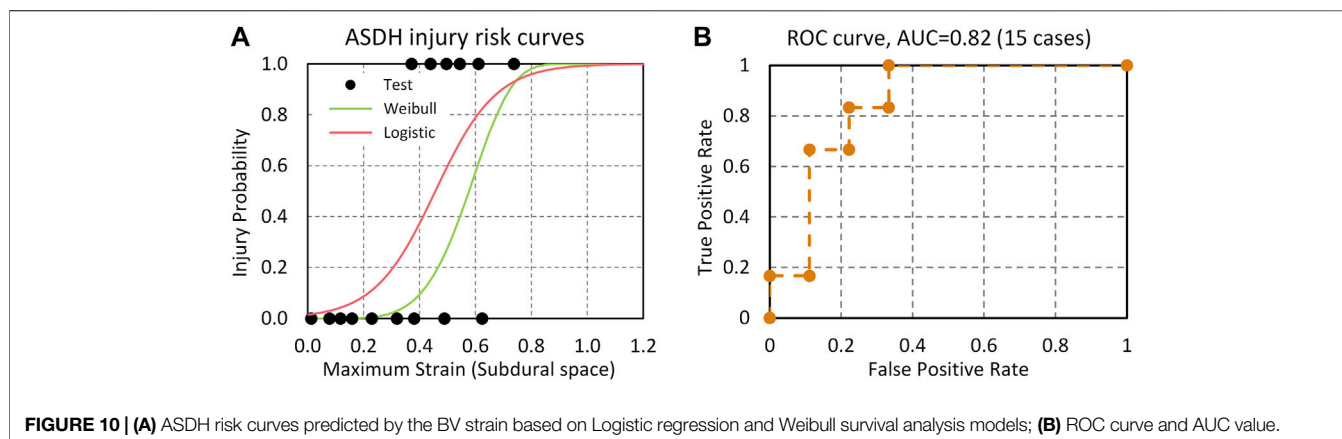 A ASDH injury risk curves
1.0
0.8
0.6
0.4
0.2
0.0
Injury Probability
Test
Weibull
Logistic
0.0 0.2 0.4 0.6 0.8 1.0 1.2
Maximum Strain (Subdural space)
B ROC curve, AUC=0.82 (15 cases)
1
0.8
0.6
0.4
0.2
0
True Positive Rate
0 0.2 0.4 0.6 0.8 1
False Positive Rate
FIGURE 10 | (A) ASDH risk curves predicted by the BV strain based on Logistic regression and Weibull survival analysis models; (B) ROC curve and AUC value.